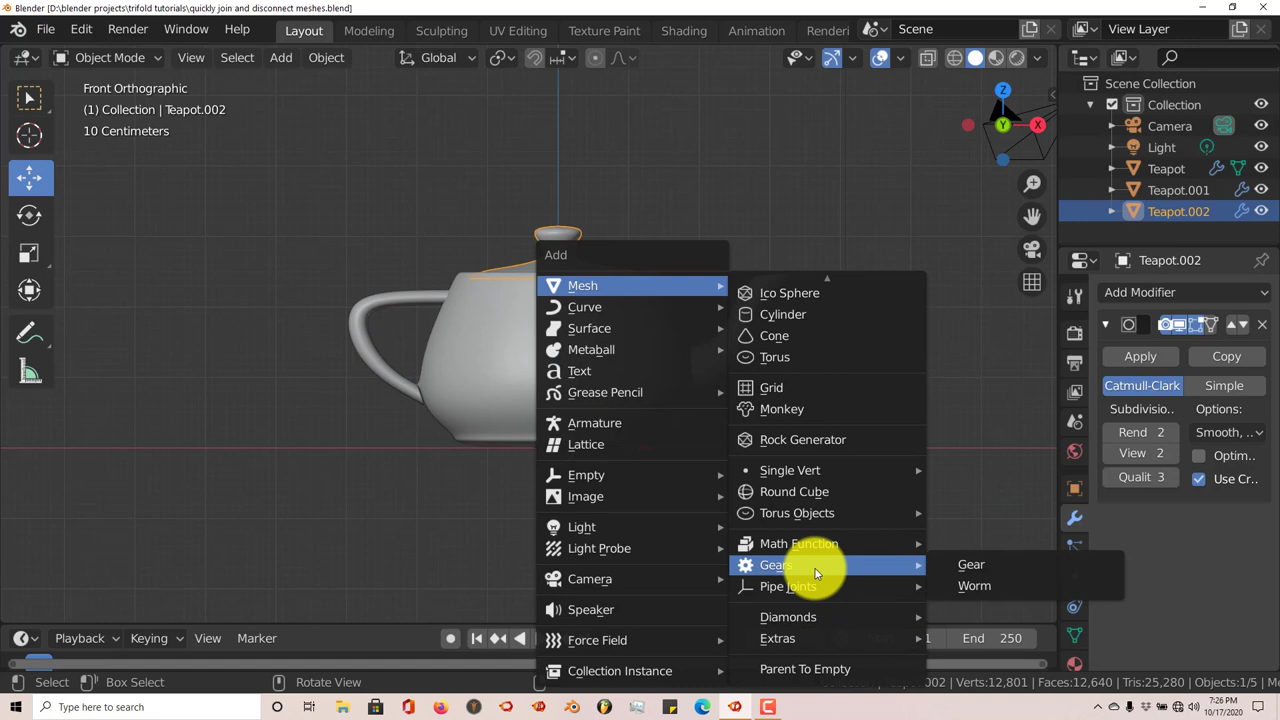 Blender [D:\blender projects\trifold tutorials\quickly join and disconnect meshes.blend]
File Edit Render Window Help Layout Modeling Sculpting UV Editing Texture Paint Shading Animation Renderi Scene View Layer
Object Mode View Select Add Object Global
Front Orthographic
(1) Collection | Teapot.002
10 Centimeters
Z
Y
X
Scene Collection
Collection
Camera
Light
Teapot
Teapot.001
Teapot.002
Teapot.002
Add Modifier
Apply Copy
Catmull-Clark Simple
Subdivisio.. Options:
Rend 2 Smooth, ..
View 2 Optim..
Qualit 3 Use Cr..
Add
Mesh
Curve
Surface
Metaball
Text
Grease Pencil
Armature
Lattice
Empty
Image
Light
Light Probe
Camera
Speaker
Force Field
Collection Instance
Ico Sphere
Cylinder
Cone
Torus
Grid
Monkey
Rock Generator
Single Vert
Round Cube
Torus Objects
Math Function
Gears
Pipe Joints
Diamonds
Extras
Parent To Empty
Gear
Worm
Playback Keying View Marker
1 End 250
Select Box Select Rotate View
.002 | Verts:12,801 | Faces:12,640 | Tris:25,280 | Objects:1/5 | Mem
Type here to search
7:26 PM
10/17/2020